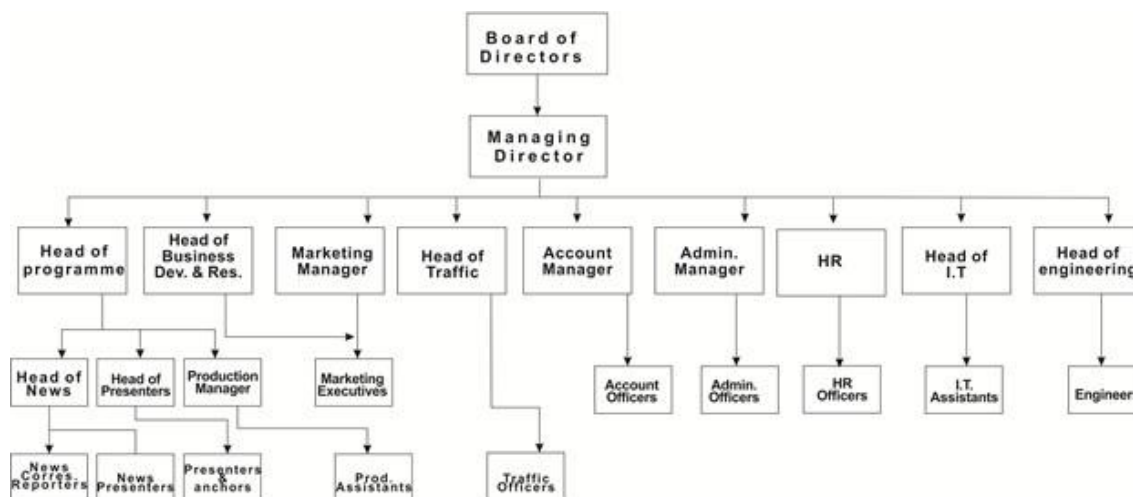 Board of
Directors
Managing
Director
Head of
programme
Head of
Business
Dev. & Res.
Marketing
Manager
Head of
Traffic
Account
Manager
Admin.
Manager
HR
Head of
I.T
Head of
engineering
Head of
News
Head of
Presenters
Production
Manager
Marketing
Executives
Account
Officers
Admin.
Officers
HR
Officers
I.T.
Assistants
Engineer
News
Corres.
Reporters
News
Presenters
Presenters
&
anchors
Prod.
Assistants
Traffic
Officers